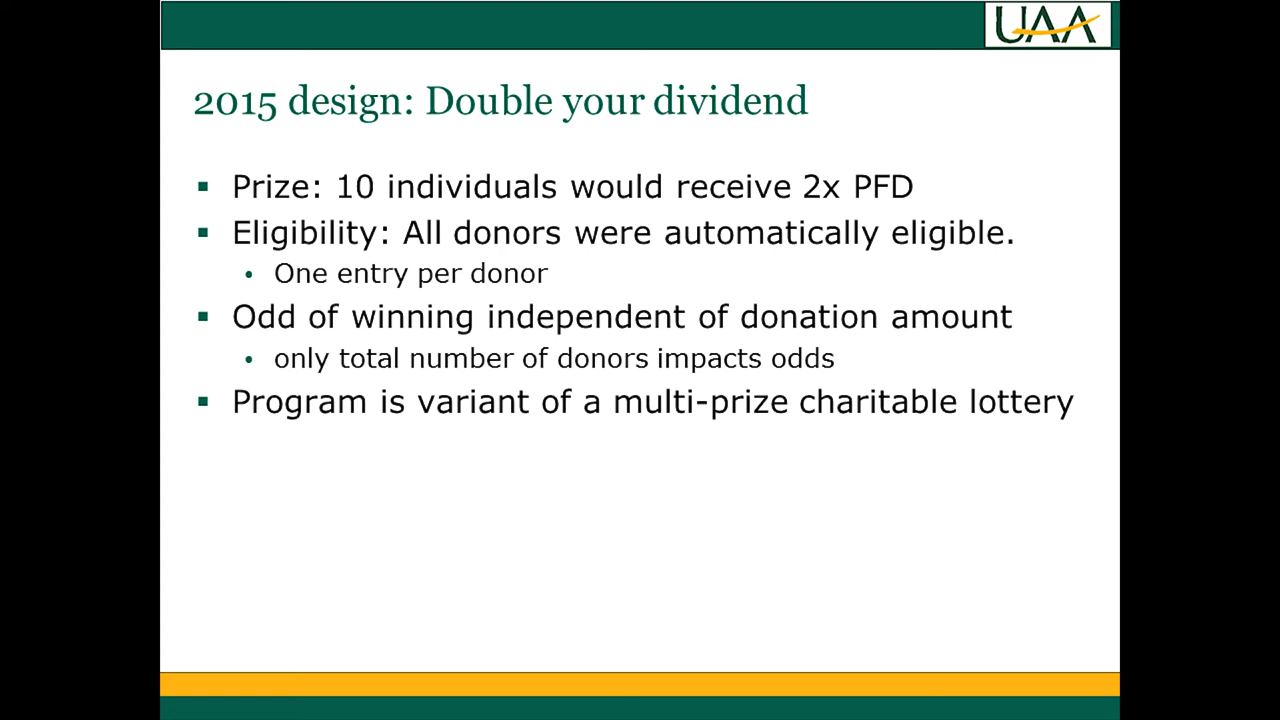 UAA
2015 design: Double your dividend
▪ Prize: 10 individuals would receive 2x PFD
▪ Eligibility: All donors were automatically eligible.
• One entry per donor
▪ Odd of winning independent of donation amount
• only total number of donors impacts odds
▪ Program is variant of a multi-prize charitable lottery